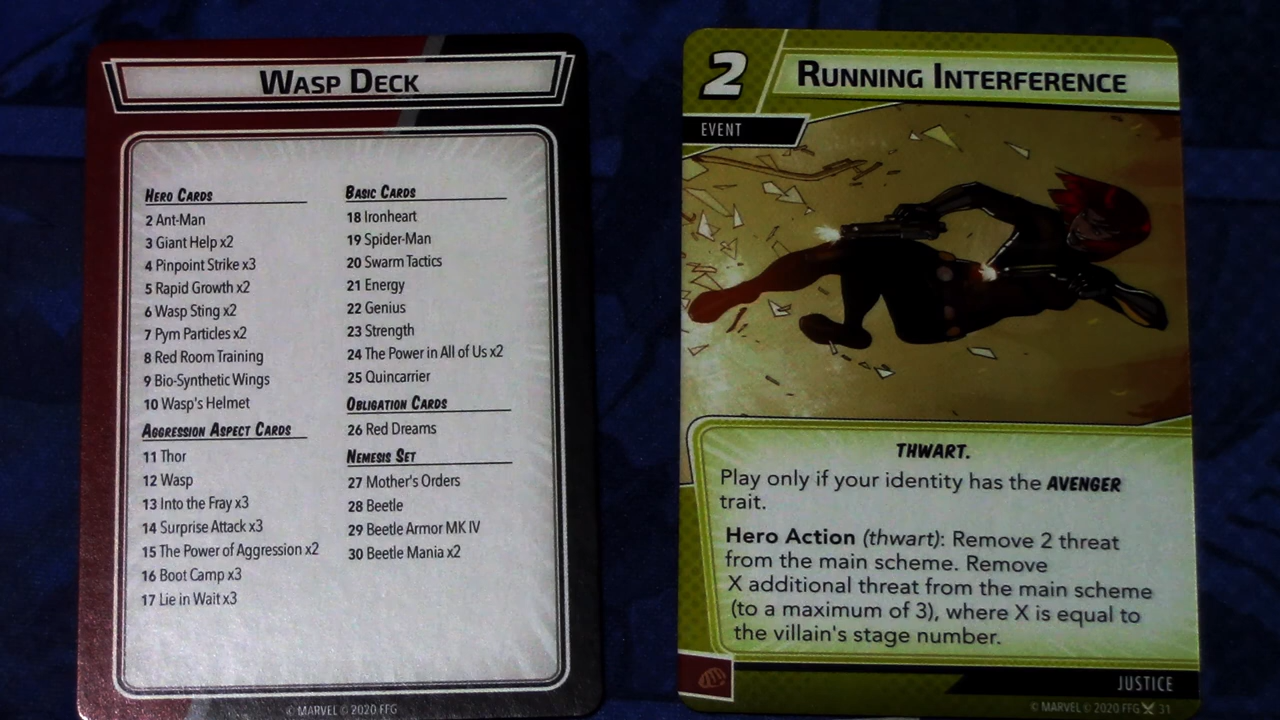 WASP DECK
HERO CARDS
2 Ant-Man
3 Giant Help x2
4 Pinpoint Strike x3
5 Rapid Growth x2
6 Wasp Sting x2
7 Pym Particles x2
8 Red Room Training
9 Bio-Synthetic Wings
10 Wasp's Helmet
AGGRESSION ASPECT CARDS
11 Thor
12 Wasp
13 Into the Fray x3
14 Surprise Attack x3
15 The Power of Aggression x2
16 Boot Camp x3
17 Lie in Wait x3
BASIC CARDS
18 Ironheart
19 Spider-Man
20 Swarm Tactics
21 Energy
22 Genius
23 Strength
24 The Power in All of Us x2
25 Quincarrier
OBLIGATION CARDS
26 Red Dreams
NEMESIS SET
27 Mother's Orders
28 Beetle
29 Beetle Armor MK IV
30 Beetle Mania x2
© MARVEL © 2020 FFG
2
RUNNING INTERFERENCE
EVENT
THWART.
Play only if your identity has the AVENGER
trait.
Hero Action (thwart): Remove 2 threat
from the main scheme. Remove
X additional threat from the main scheme
(to a maximum of 3), where X is equal to
the villain's stage number.
JUSTICE
© MARVEL © 2020 FFG 31